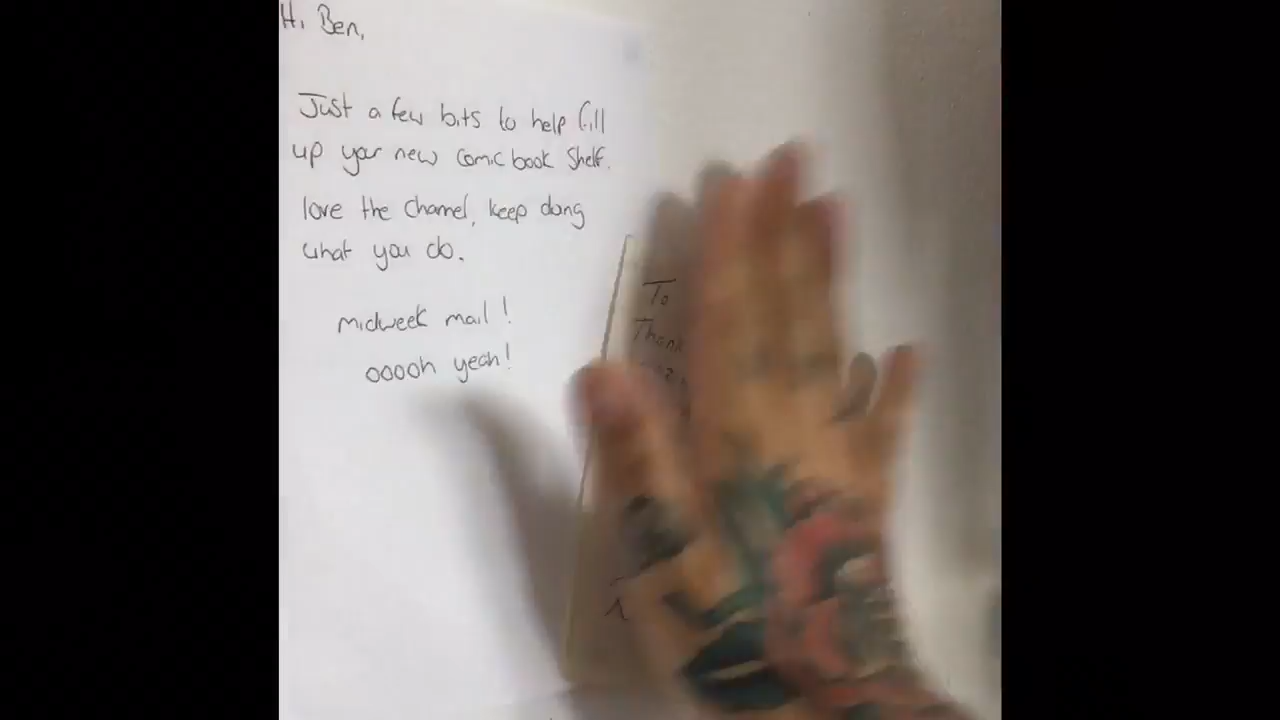 Hi Ben,
Just a few bits to help fill
up your new comic book shelf.
love the channel, keep doing
what you do.
midweek mail!
ooooh yeah!
To
Thank